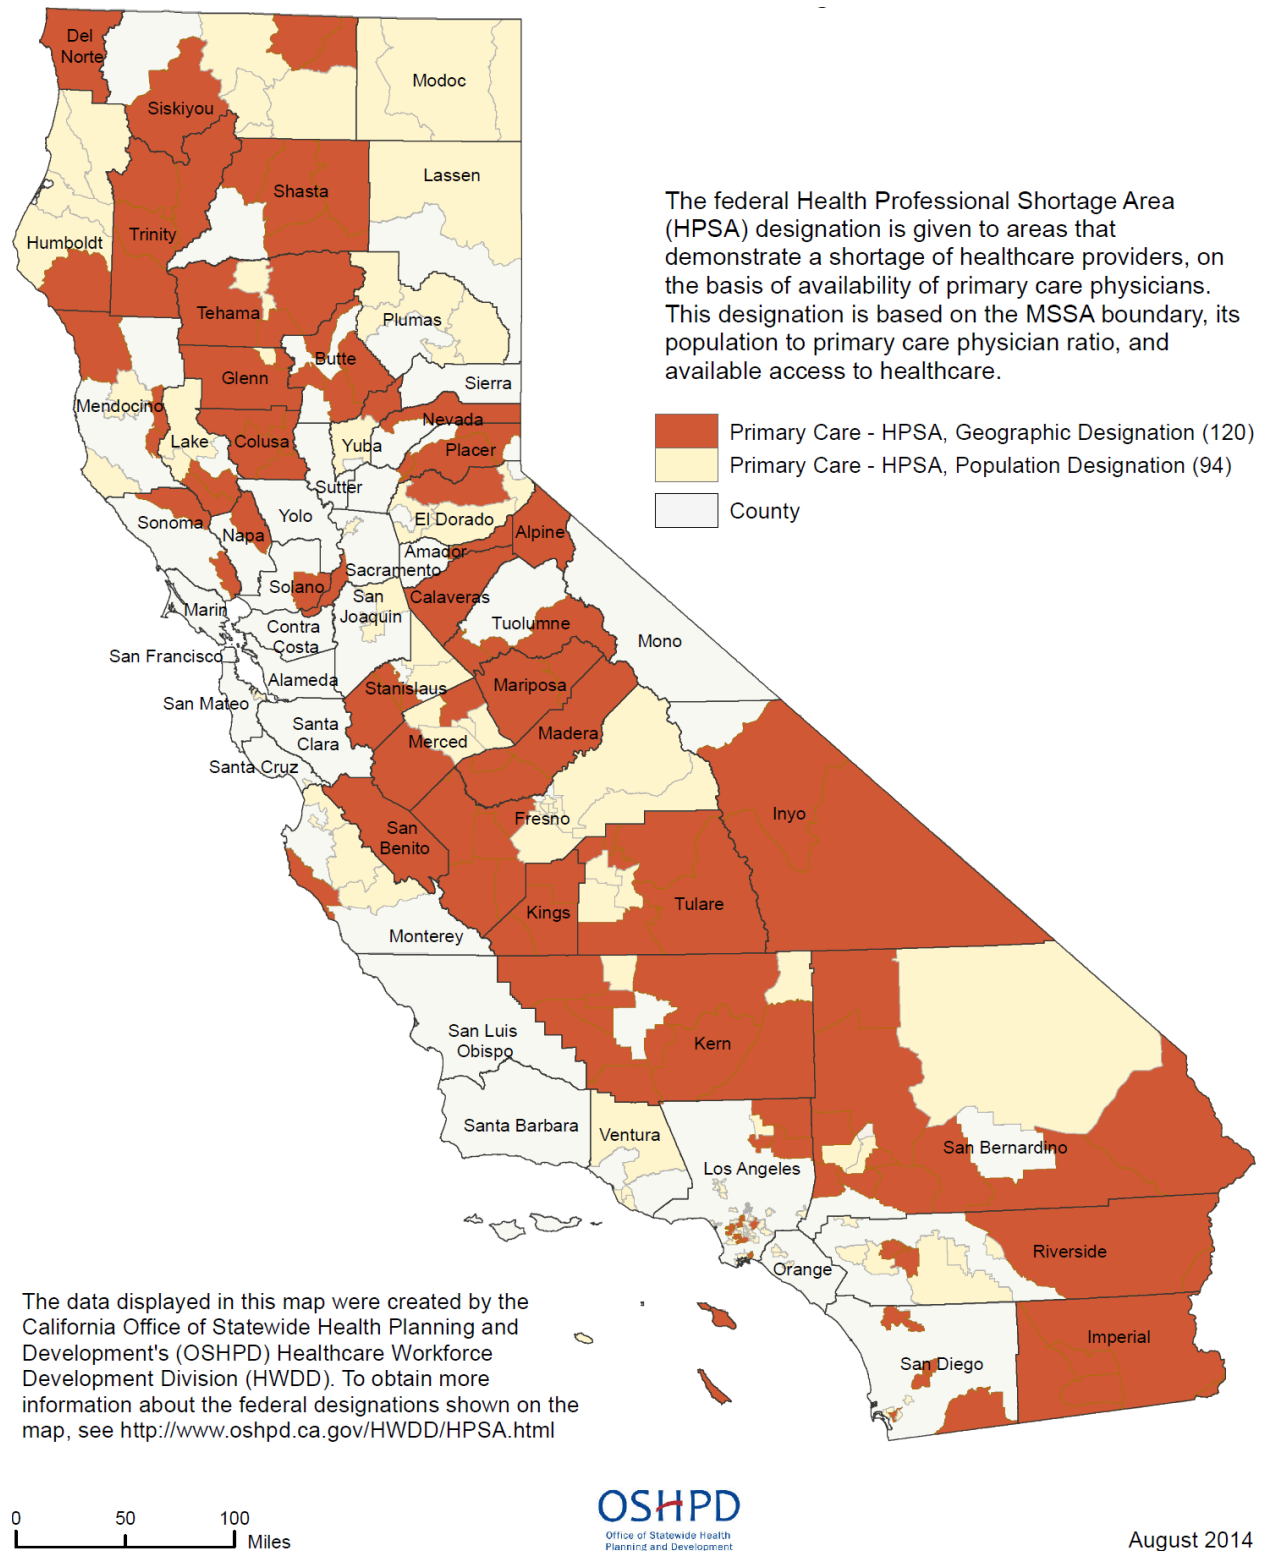 Del
Norte
Siskiyou
Modoc
Shasta
Lassen
Trinity
Humboldt
Tehama
Plumas
Butte
Glenn
Sierra
Mendocino
Nevada
Lake
Colusa
Yuba
Placer
Sutter
Sonoma
Yolo
El Dorado
Napa
Alpine
Amador
Sacramento
Solano
San
Joaquin
Calaveras
Marin
Tuolumne
Contra
Costa
Mono
San Francisco
Alameda
Stanislaus
Mariposa
San Mateo
Santa
Clara
Merced
Madera
Santa Cruz
Inyo
Fresno
San
Benito
Kings
Tulare
Monterey
San Luis
Obispo
Kern
Santa Barbara
Ventura
San Bernardino
Los Angeles
Riverside
Orange
Imperial
San Diego
The federal Health Professional Shortage Area
(HPSA) designation is given to areas that
demonstrate a shortage of healthcare providers, on
the basis of availability of primary care physicians.
This designation is based on the MSSA boundary, its
population to primary care physician ratio, and
available access to healthcare.
Primary Care - HPSA, Geographic Designation (120)
Primary Care - HPSA, Population Designation (94)
County
The data displayed in this map were created by the
California Office of Statewide Health Planning and
Development's (OSHPD) Healthcare Workforce
Development Division (HWDD). To obtain more
information about the federal designations shown on the
map, see http://www.oshpd.ca.gov/HWDD/HPSA.html
0 50 100
Miles
OSHPD
Office of Statewide Health
Planning and Development
August 2014